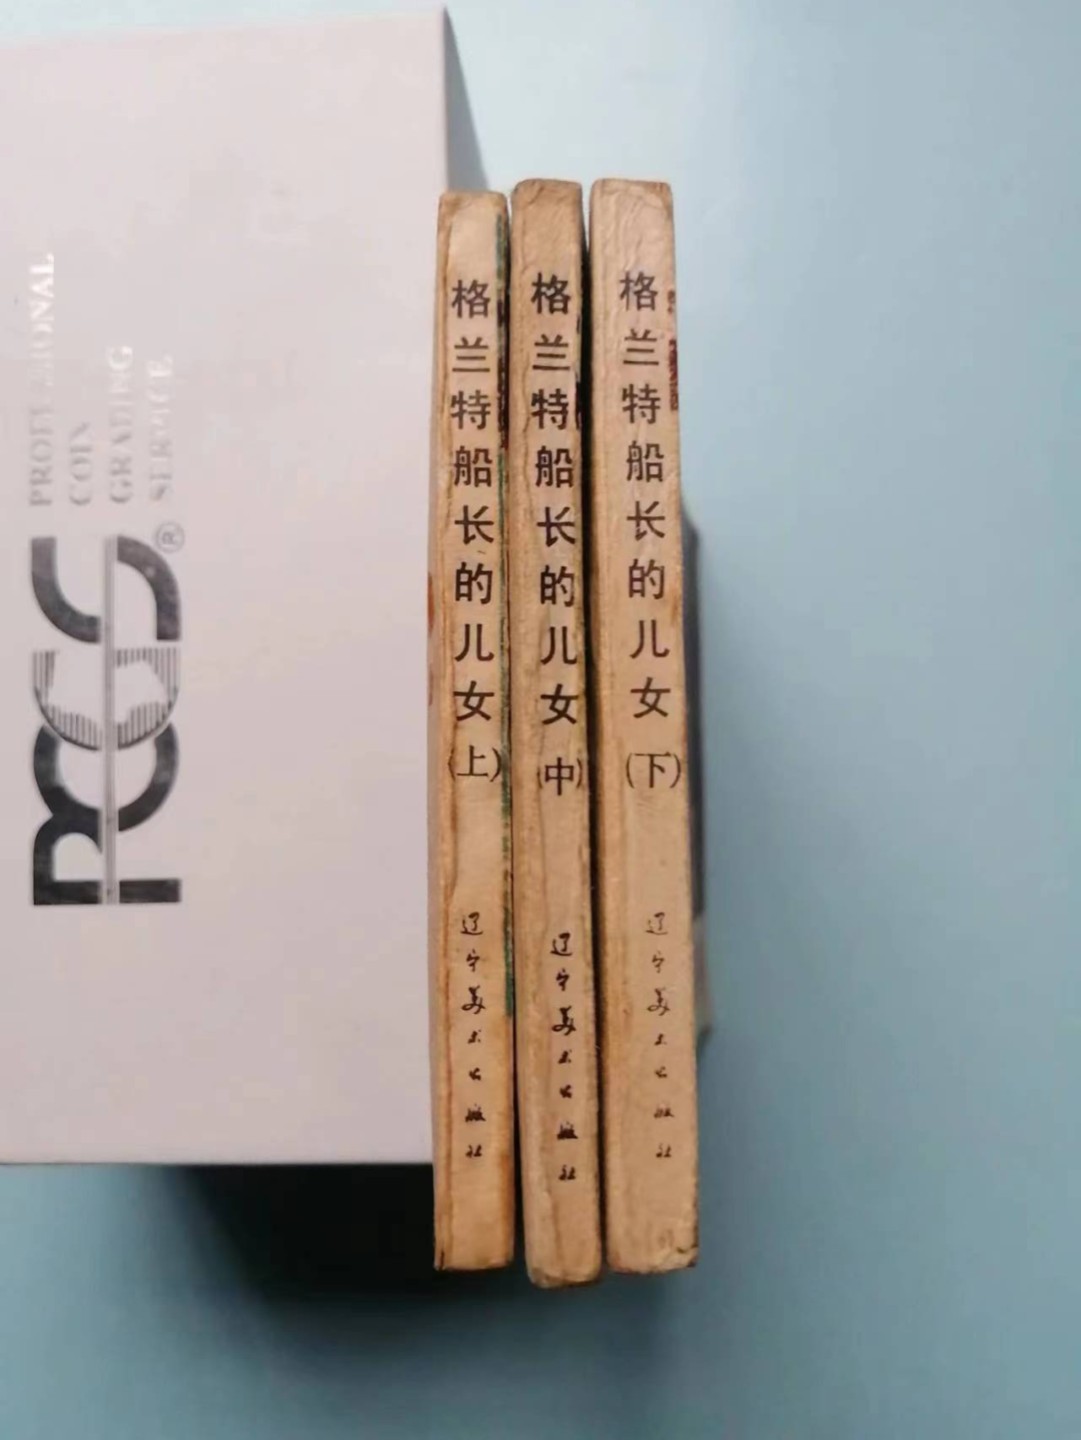 PCGS®
PROFESSIONAL
COIN
GRADING
SERVICE
格兰特船长的儿女(上)
辽宁美术出版社
格兰特船长的儿女(中)
辽宁美术出版社
格兰特船长的儿女(下)
辽宁美术出版社